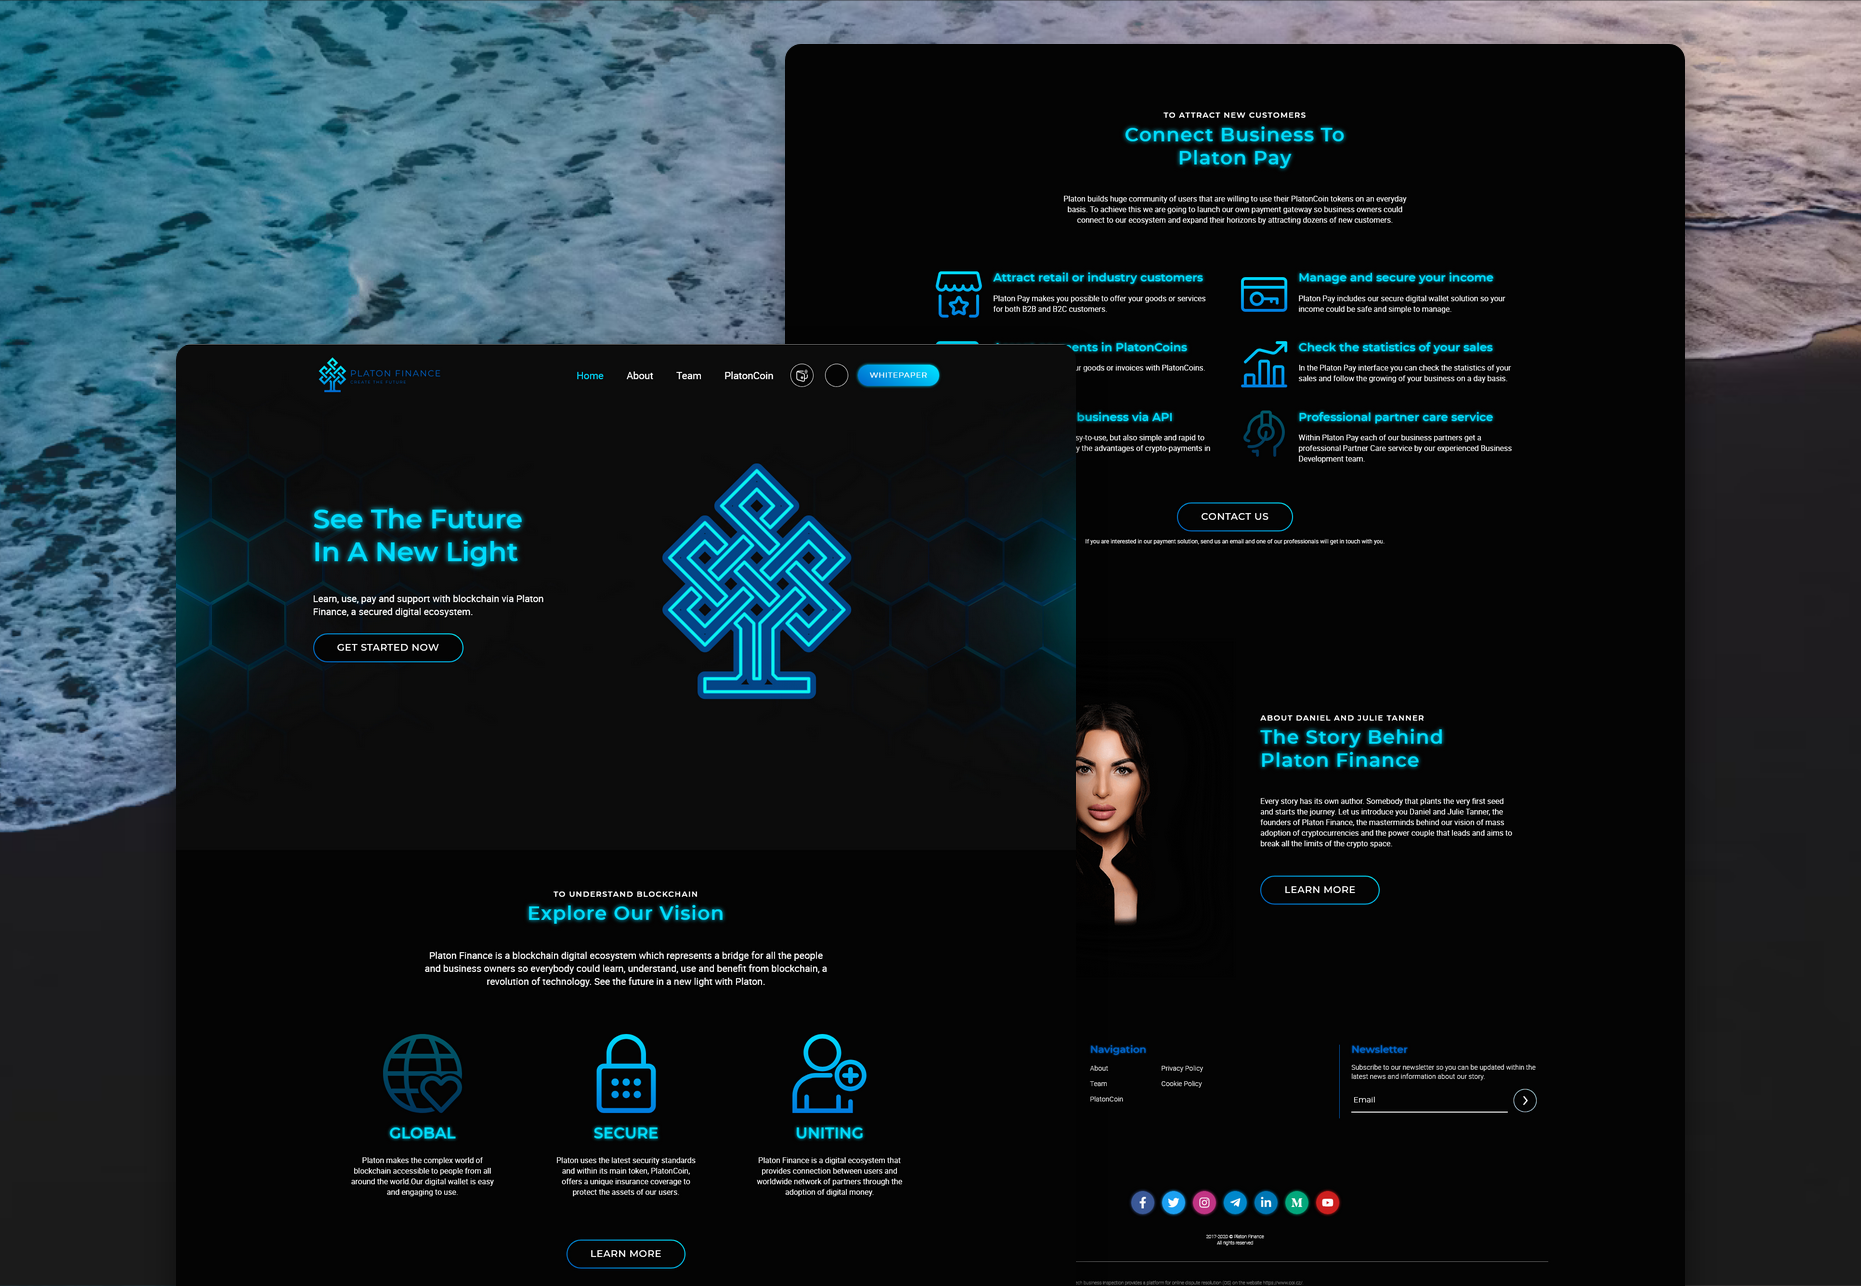 TO ATTRACT NEW CUSTOMERS
Connect Business To
Platon Pay
Platon builds huge community of users that are willing to use their PlatonCoin tokens on an everyday
basis. To achieve this we are going to launch our own payment gateway so business owners could
connect to our ecosystem and expand their horizons by attracting dozens of new customers.
Attract retail or industry customers
Platon Pay makes you possible to offer your goods or services
for both B2B and B2C customers.
Manage and secure your income
Platon Pay includes our secure digital wallet solution so your
income could be safe and simple to manage.
in PlatonCoins
goods or invoices with PlatonCoins.
Check the statistics of your sales
In the Platon Pay interface you can check the statistics of your
sales and follow the growing of your business on a day basis.
business via API
but also simple and rapid to
the advantages of crypto-payments in
Professional partner care service
Within Platon Pay each of our business partners get a
professional Partner Care service by our experienced Business
Development team.
CONTACT US
If you are interested in our payment solution, send us an email and one of our professionals will get in touch with you.
ABOUT DANIEL AND JULIE TANNER
The Story Behind
Platon Finance
Every story has its own author. Somebody that plants the very first seed
and starts the journey. Let us introduce you Daniel and Julie Tanner, the
founders of Platon Finance, the masterminds behind our vision of mass
adoption of cryptocurrencies and the power couple that leads and aims to
break all the limits of the crypto space.
LEARN MORE
Navigation
About
Privacy Policy
Team
Cookie Policy
PlatonCoin
Newsletter
Subscribe to our newsletter so you can be updated within the
latest news and information about our story.
Email
2017-2020 © Platon Finance
All rights reserved
business inspection provides a platform for online dispute resolution on the website
PLATON FINANCE
CREATE THE FUTURE
Home About Team PlatonCoin WHITEPAPER
See The Future
In A New Light
Learn, use, pay and support with blockchain via Platon
Finance, a secured digital ecosystem.
GET STARTED NOW
TO UNDERSTAND BLOCKCHAIN
Explore Our Vision
Platon Finance is a blockchain digital ecosystem which represents a bridge for all the people
and business owners so everybody could learn, understand, use and benefit from blockchain, a
revolution of technology. See the future in a new light with Platon.
GLOBAL
Platon makes the complex world of
blockchain accessible to people from all
around the world.Our digital wallet is easy
and engaging to use.
SECURE
Platon uses the latest security standards
and within its main token, PlatonCoin,
offers a unique insurance coverage to
protect the assets of our users.
UNITING
Platon Finance is a digital ecosystem that
provides connection between users and
worldwide network of partners through the
adoption of digital money.
LEARN MORE